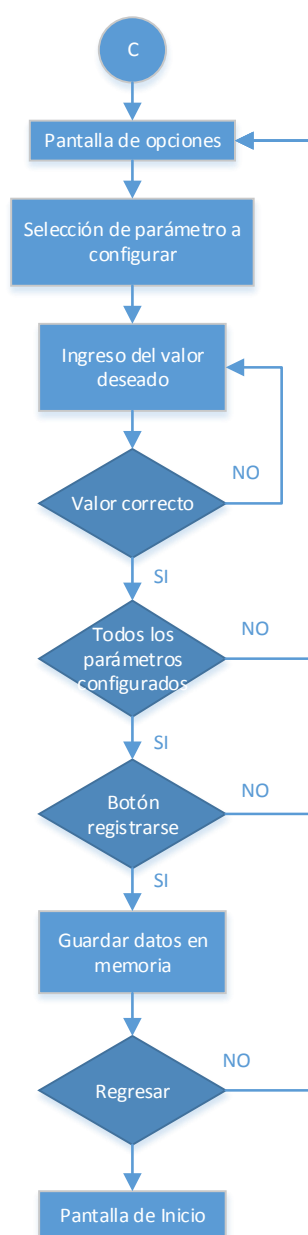 C
Pantalla de opciones
Selección de parámetro a
configurar
Ingreso del valor
deseado
NO
Valor correcto
SI
Todos los
parámetros
configurados
NO
SI
Botón
registrarse
NO
SI
Guardar datos en
memoria
NO
Regresar
Pantalla de Inicio